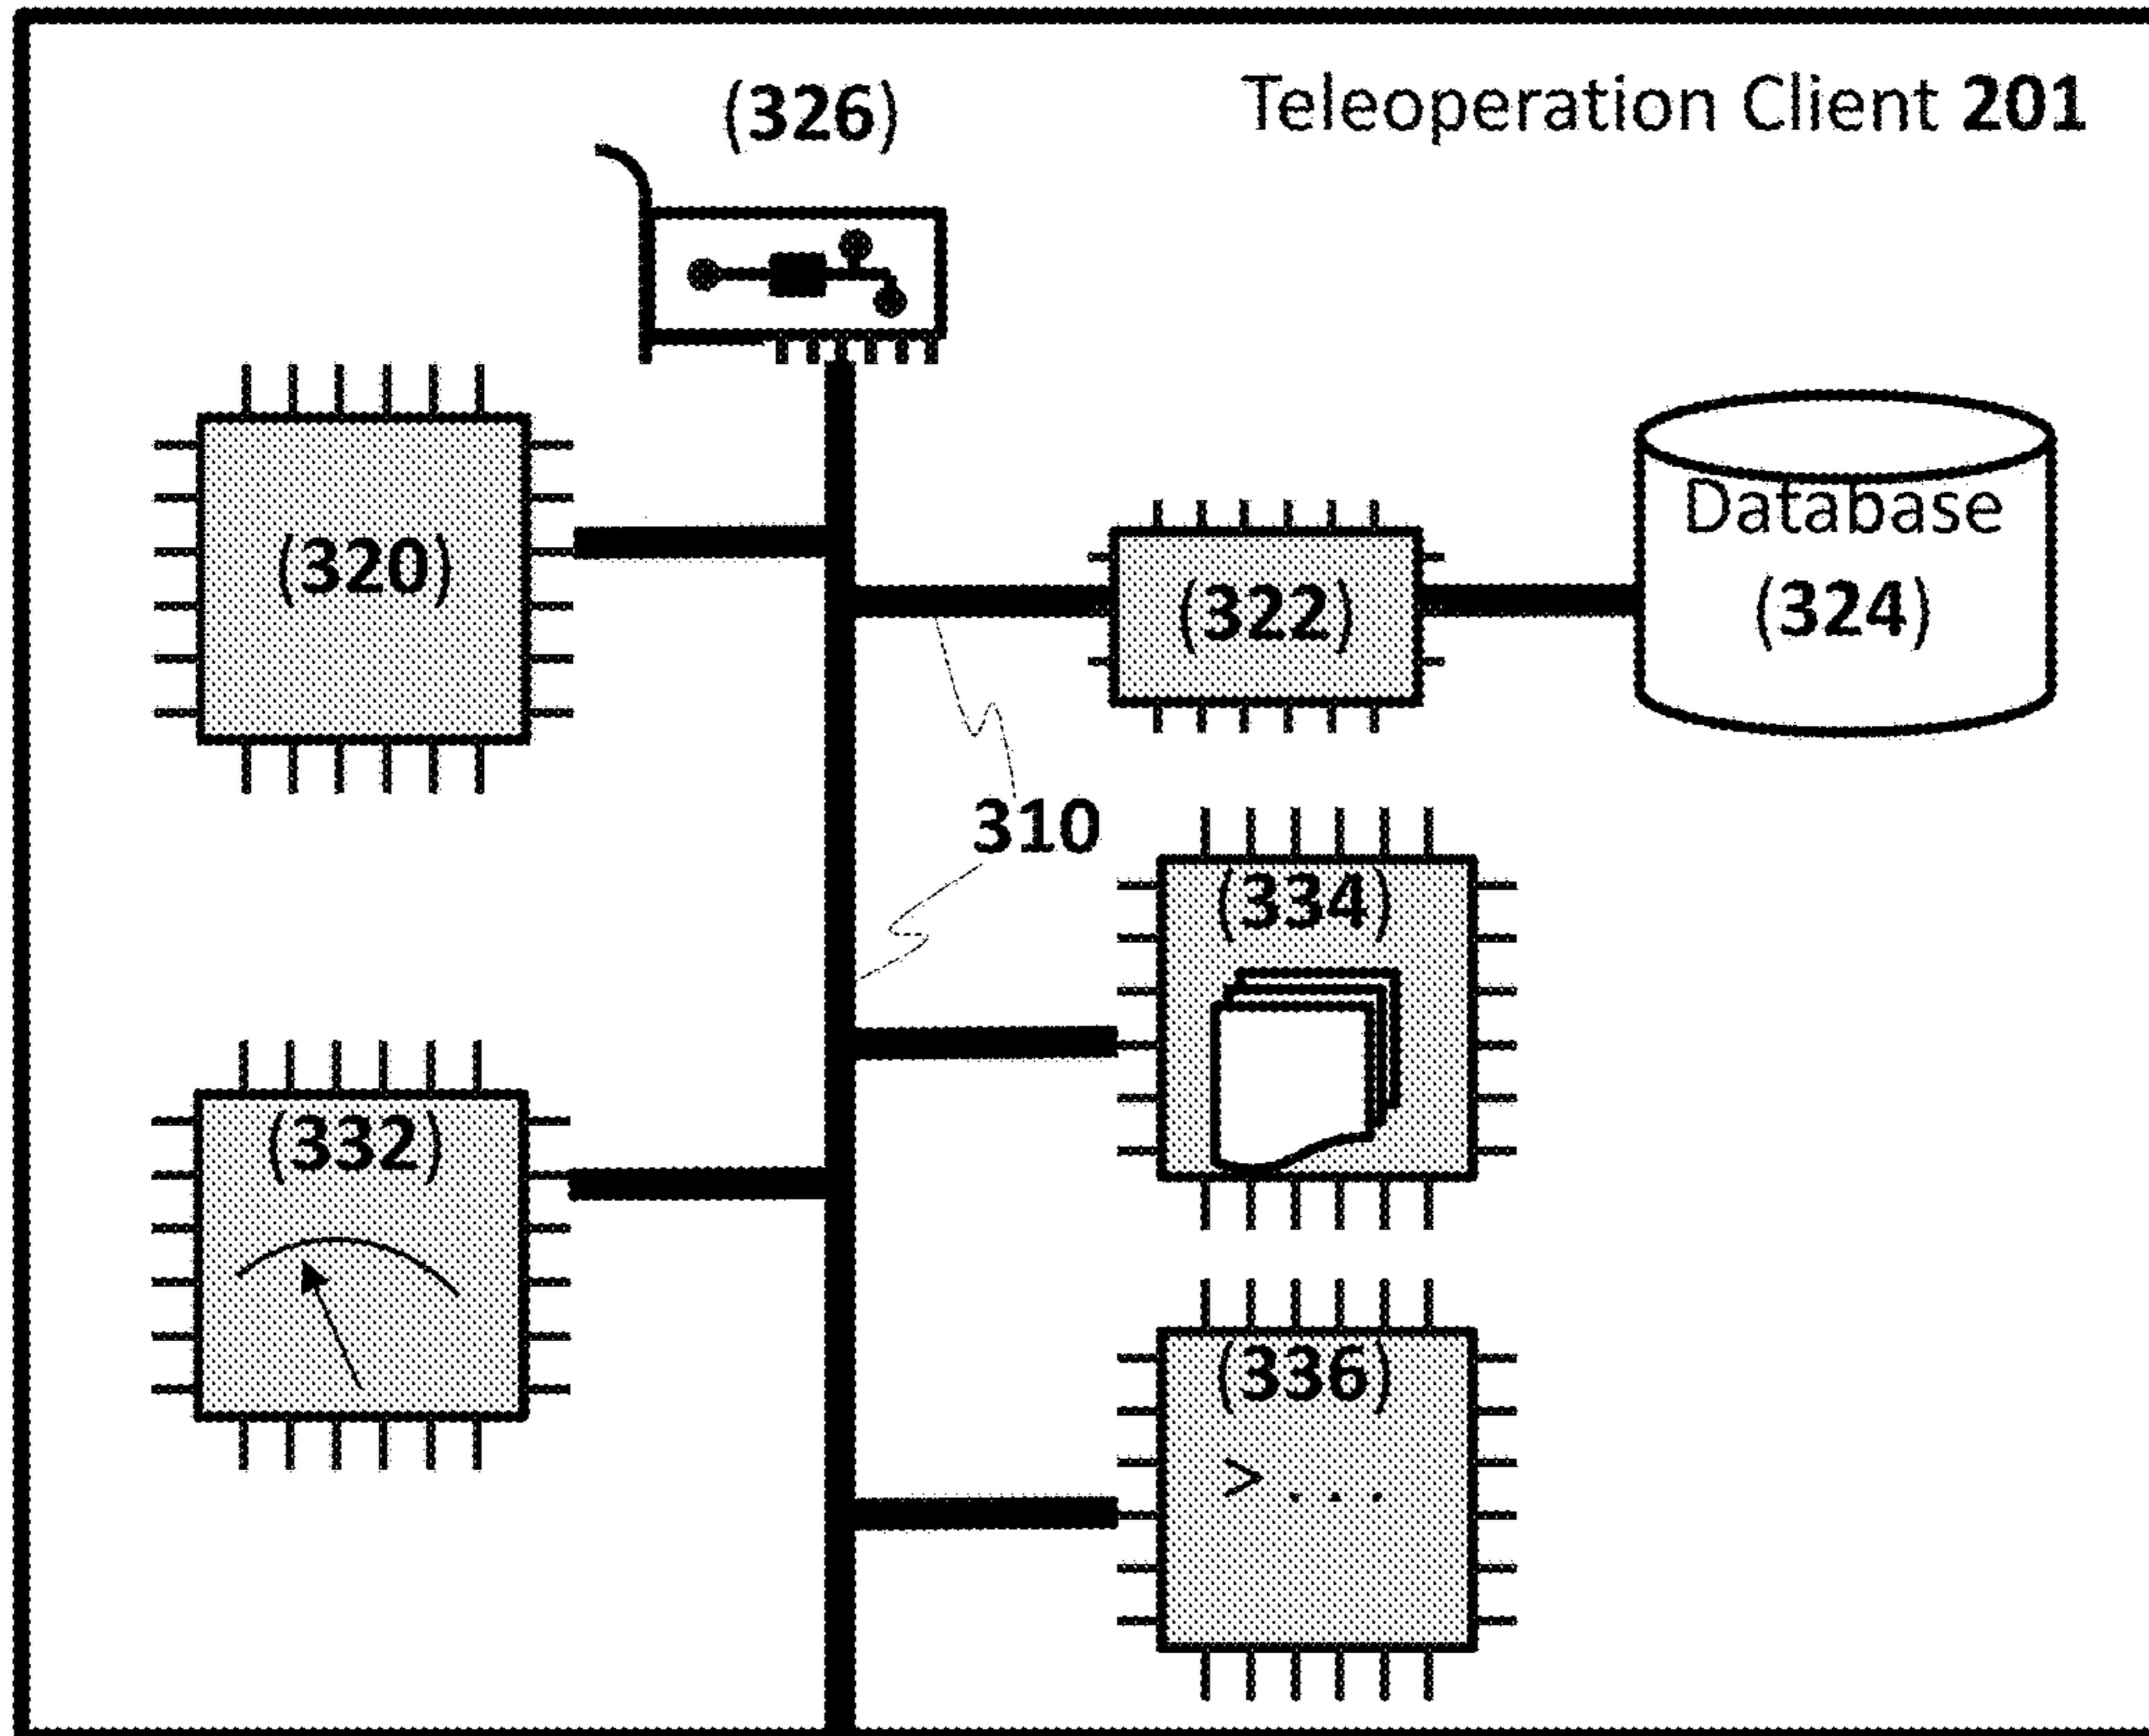 (326)
Teleoperation Client 201
(320)
(322)
Database
(324)
310
(334)
(332)
(336)
> . . .